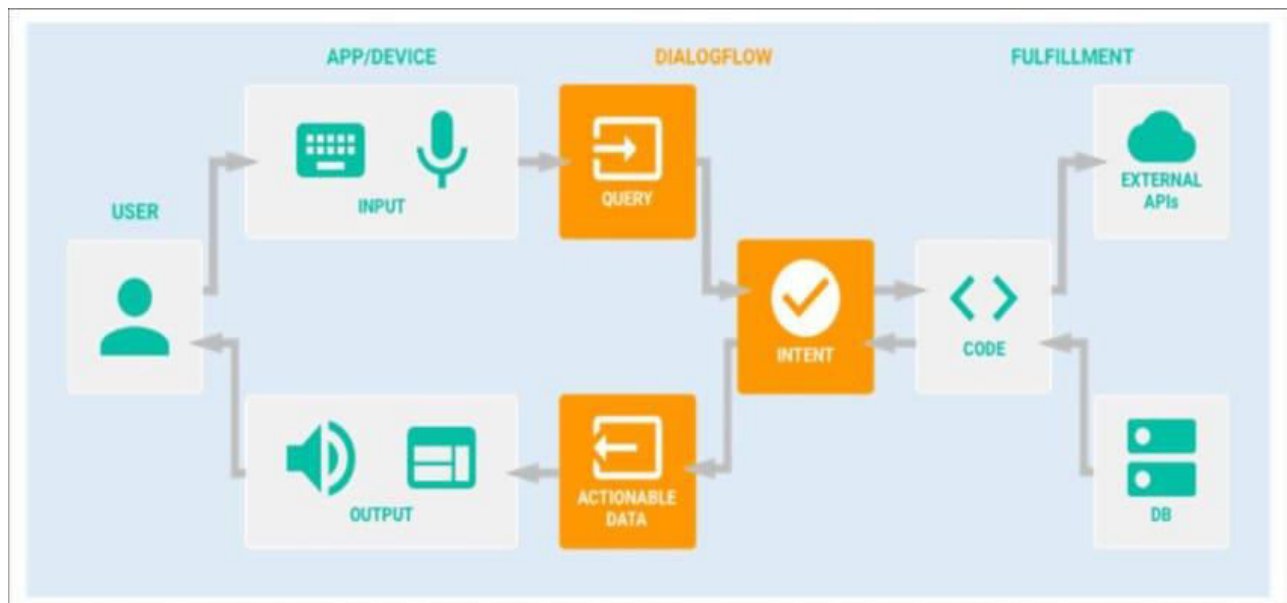 APP/DEVICE
DIALOGFLOW
FULFILLMENT
USER
INPUT
QUERY
EXTERNAL
APIs
INTENT
CODE
OUTPUT
ACTIONABLE
DATA
DB